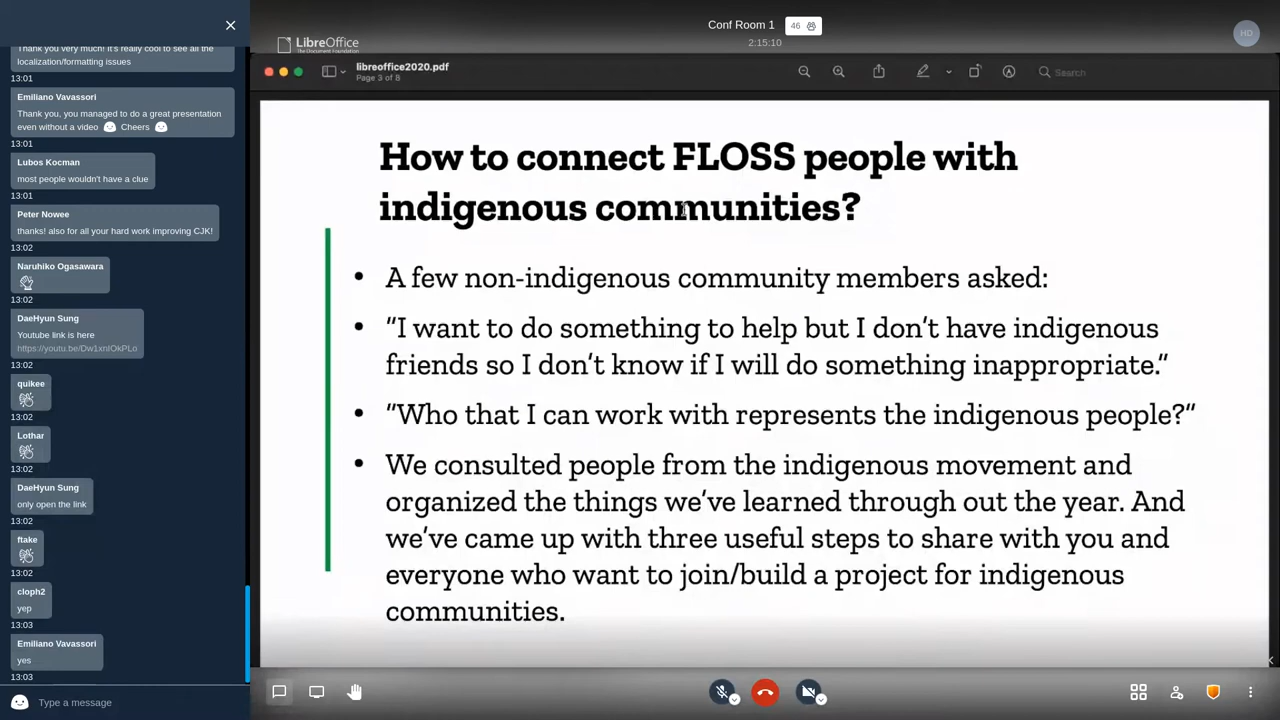 Thank you very much! It's really cool to see all the
localization/formatting issues
13:01
Emiliano Vavassori
Thank you, you managed to do a great presentation
even without a video Cheers
13:01
Lubos Kocman
most people wouldn't have a clue
13:01
Peter Nowee
thanks! also for all your hard work improving CJK!
13:02
Naruhiko Ogasawara
13:02
DaeHyun Sung
Youtube link is here
https://youtu.be/Dw1xnIOkPLo
13:02
quikee
13:02
Lothar
13:02
DaeHyun Sung
only open the link
13:02
ftake
13:02
cloph2
yep
13:03
Emiliano Vavassori
yes
13:03
Type a message
Conf Room 1
46
2:15:10
HD
LibreOffice
The Document Foundation
libreoffice2020.pdf
Page 3 of 8
Search
How to connect FLOSS people with
indigenous communities?
• A few non-indigenous community members asked:
• “I want to do something to help but I don’t have indigenous
friends so I don’t know if I will do something inappropriate.”
• “Who that I can work with represents the indigenous people?“
• We consulted people from the indigenous movement and
organized the things we’ve learned through out the year. And
we’ve came up with three useful steps to share with you and
everyone who want to join/build a project for indigenous
communities.